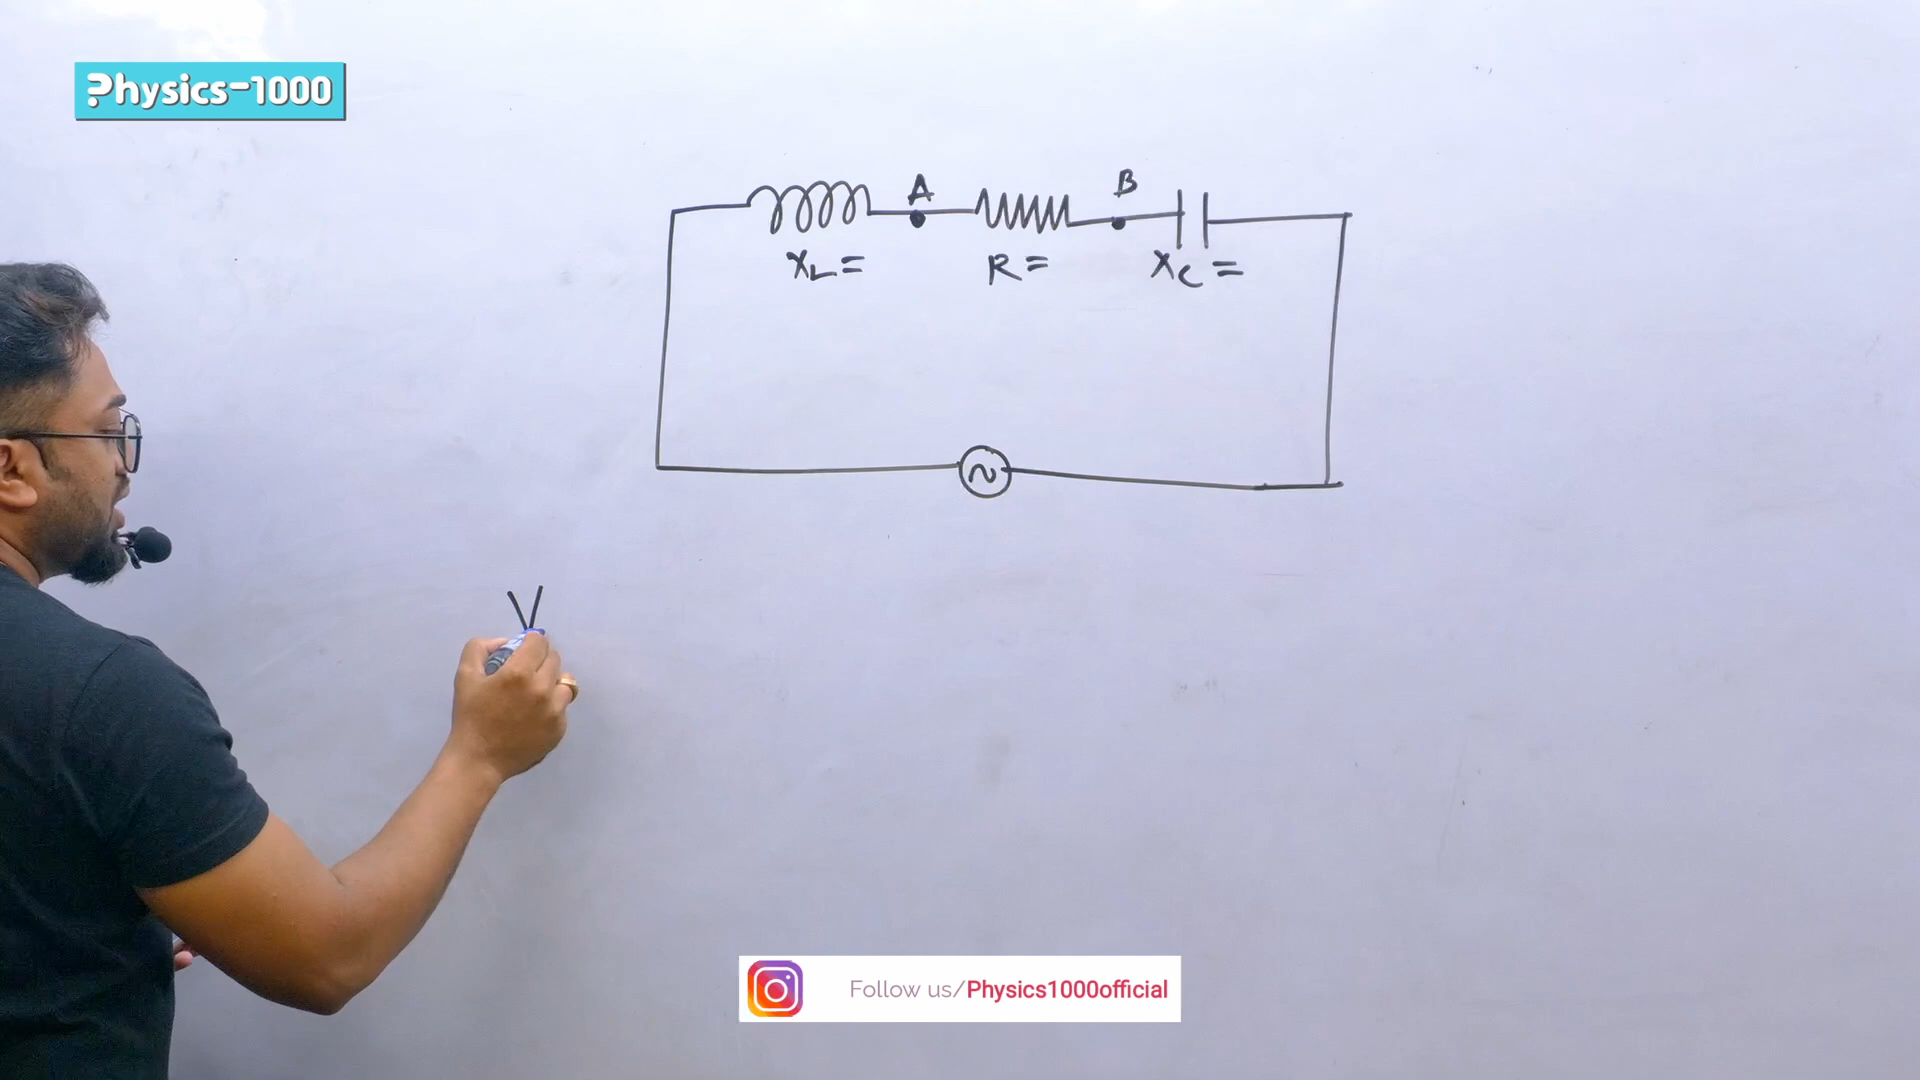 Physics-1000
A
B
XL =
R =
XC =
V
Follow us/Physics1000official